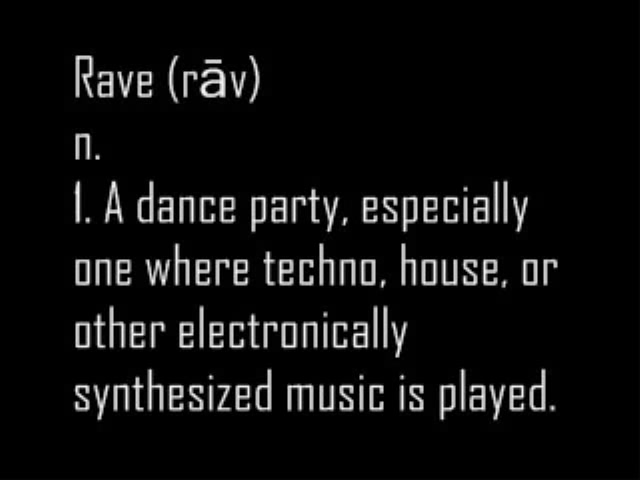 Rave (rāv)
n.
1. A dance party, especially
one where techno, house, or
other electronically
synthesized music is played.